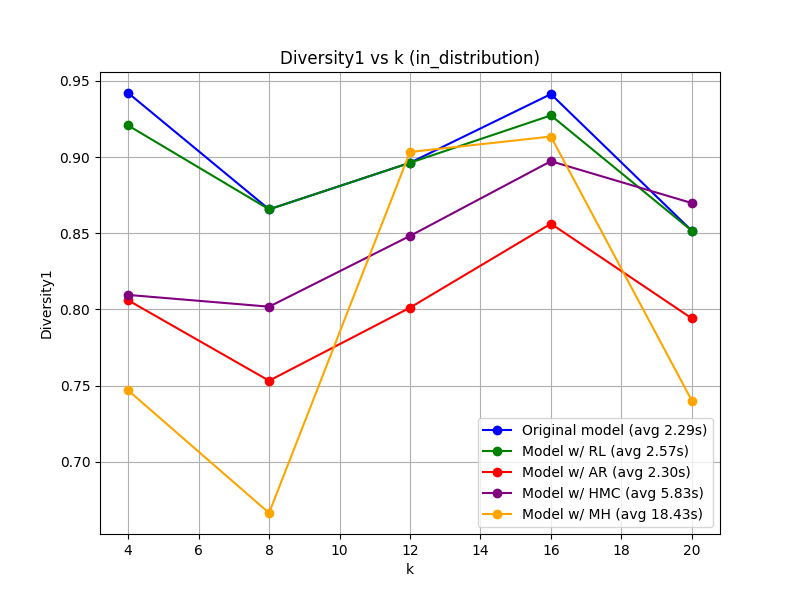 Diversity1 vs k (in_distribution)
Diversity1
0.95
0.90
0.85
0.80
0.75
0.70
4 6 8 10 12 14 16 18 20
k
Original model (avg 2.29s)
Model w/ RL (avg 2.57s)
Model w/ AR (avg 2.30s)
Model w/ HMC (avg 5.83s)
Model w/ MH (avg 18.43s)